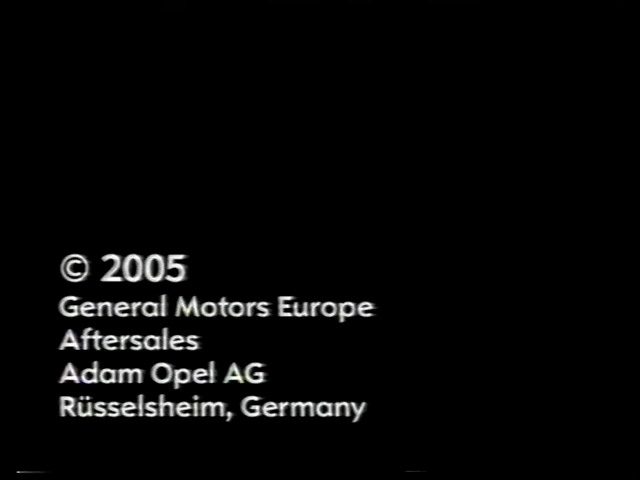 © 2005
General Motors Europe
Aftersales
Adam Opel AG
Rüsselsheim, Germany